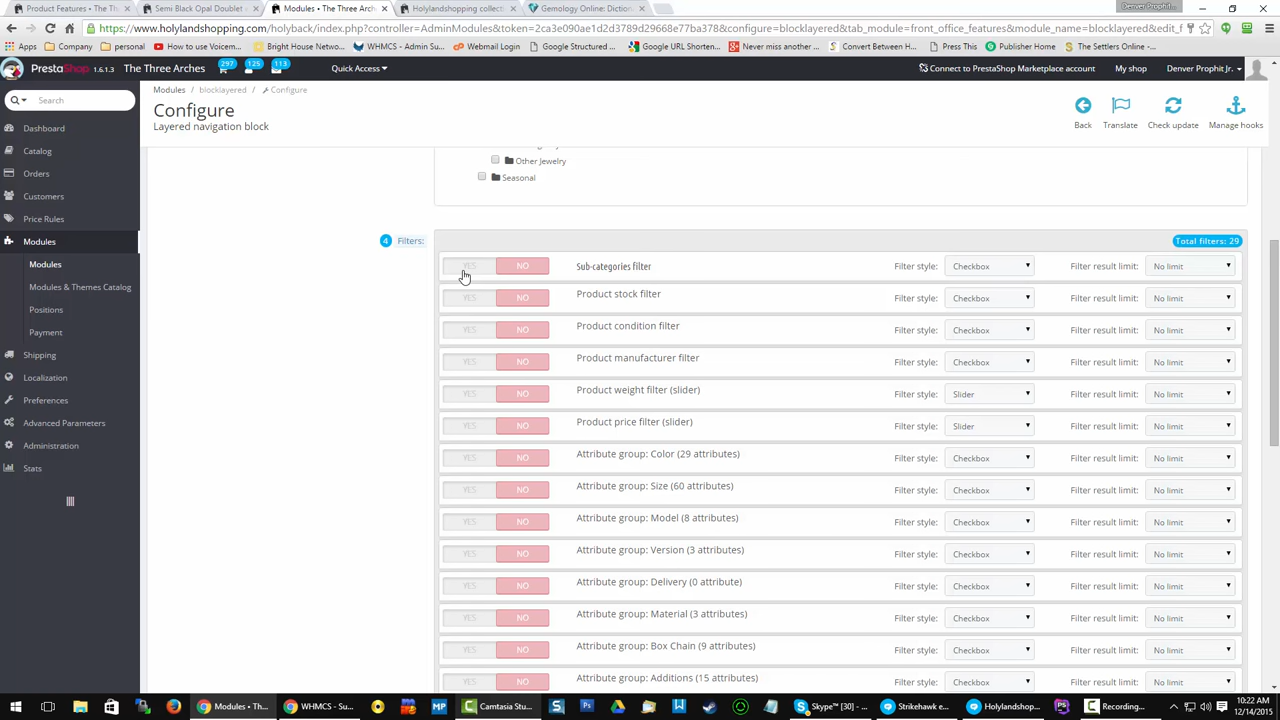 Product Features • The Th
Semi Black Opal Doublet
Modules • The Three Arch
Holylandshopping collecti
Gemology Online: Diction
Denver Prophit Jr.
https://www.holylandshopping.com/holyback/index.php?controller=AdminModules&token=2ca3e090ae1d2d3789d29668e77ba378&configure=blocklayered&tab_module=front_office_features&module_name=blocklayered&edit_f
Apps
Company
personal
How to use Voicem...
Bright House Netwo...
WHMCS - Admin Su...
Webmail Login
Google Structured ...
Google URL Shorten...
Never miss another ...
Convert Between H...
Press This
Publisher Home
The Settlers Online -
PRESTASHOP 1.6.1.3 The Three Arches 297 125 113 Quick Access
Connect to PrestaShop Marketplace account My shop Denver Prophit Jr.
Search
Dashboard
Catalog
Orders
Customers
Price Rules
Modules
Modules
Modules & Themes Catalog
Positions
Payment
Shipping
Localization
Preferences
Advanced Parameters
Administration
Stats
Modules / blocklayered / Configure
Configure
Layered navigation block
Back Translate Check update Manage hooks
Other Jewelry
Seasonal
4 Filters:
Total filters: 29
YES NO Sub-categories filter Filter style: Checkbox Filter result limit: No limit
YES NO Product stock filter Filter style: Checkbox Filter result limit: No limit
YES NO Product condition filter Filter style: Checkbox Filter result limit: No limit
YES NO Product manufacturer filter Filter style: Checkbox Filter result limit: No limit
YES NO Product weight filter (slider) Filter style: Slider Filter result limit: No limit
YES NO Product price filter (slider) Filter style: Slider Filter result limit: No limit
YES NO Attribute group: Color (29 attributes) Filter style: Checkbox Filter result limit: No limit
YES NO Attribute group: Size (60 attributes) Filter style: Checkbox Filter result limit: No limit
YES NO Attribute group: Model (8 attributes) Filter style: Checkbox Filter result limit: No limit
YES NO Attribute group: Version (3 attributes) Filter style: Checkbox Filter result limit: No limit
YES NO Attribute group: Delivery (0 attribute) Filter style: Checkbox Filter result limit: No limit
YES NO Attribute group: Material (3 attributes) Filter style: Checkbox Filter result limit: No limit
YES NO Attribute group: Box Chain (9 attributes) Filter style: Checkbox Filter result limit: No limit
YES NO Attribute group: Additions (15 attributes) Filter style: Checkbox Filter result limit: No limit
Modules • Th...
WHMCS - Su...
MP
Camtasia Stu...
Skype™ [30] - ...
Strikehawk e...
Holylandshop...
Recording...
10:22 AM
12/14/2015